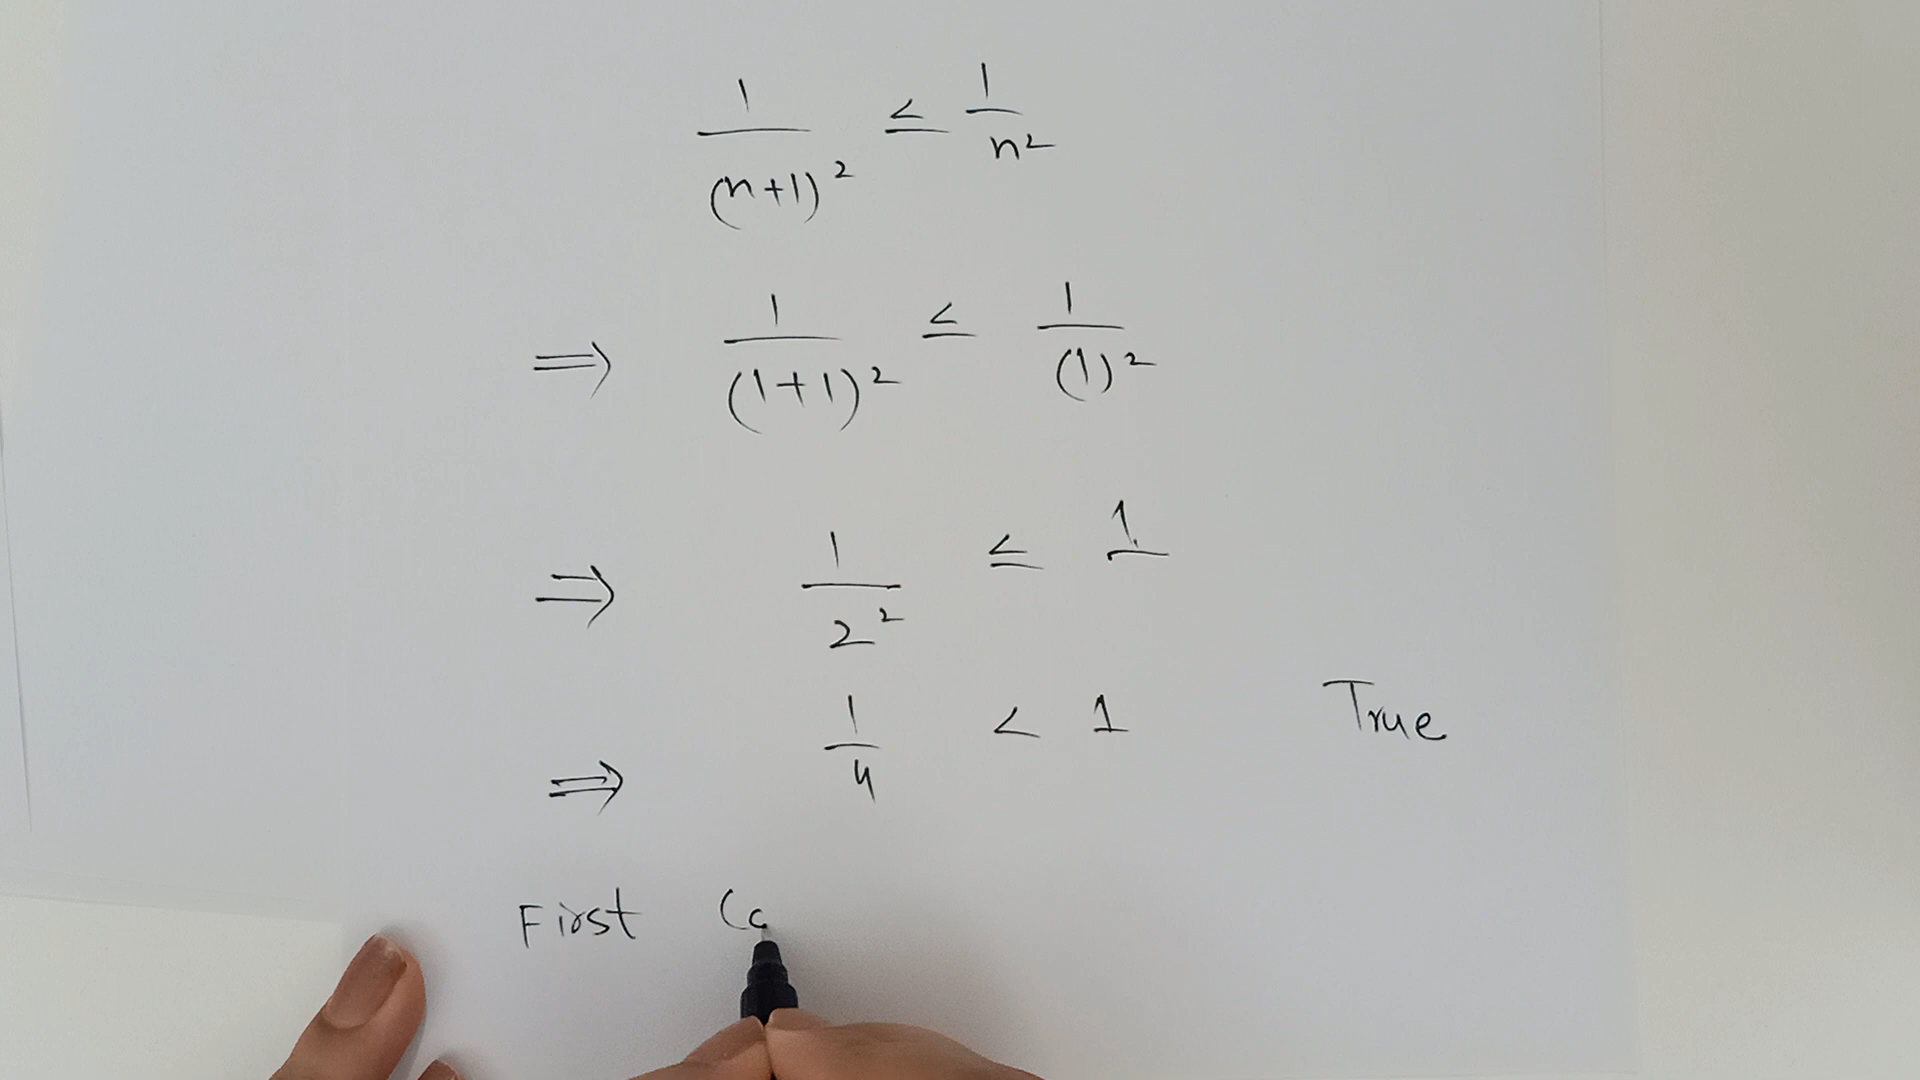 1/(n+1)² ≤ 1/n²
⇒ 1/(1+1)² ≤ 1/(1)²
⇒ 1/2² ≤ 1
⇒ 1/4 < 1 True
First